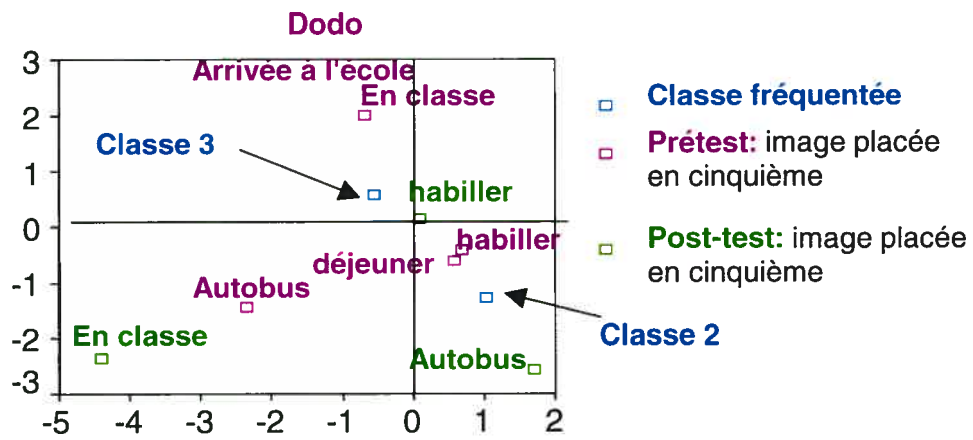 Dodo
3
Arrivée à l'école
En classe
2
Classe 3
1
habiller
0
habiller
déjeuner
-1
Autobus
-2
En classe
Autobus
-3
-5 -4 -3 -2 -1 0 1 2
Classe 2
Classe fréquentée
Prétest: image placée
en cinquième
Post-test: image placée
en cinquième